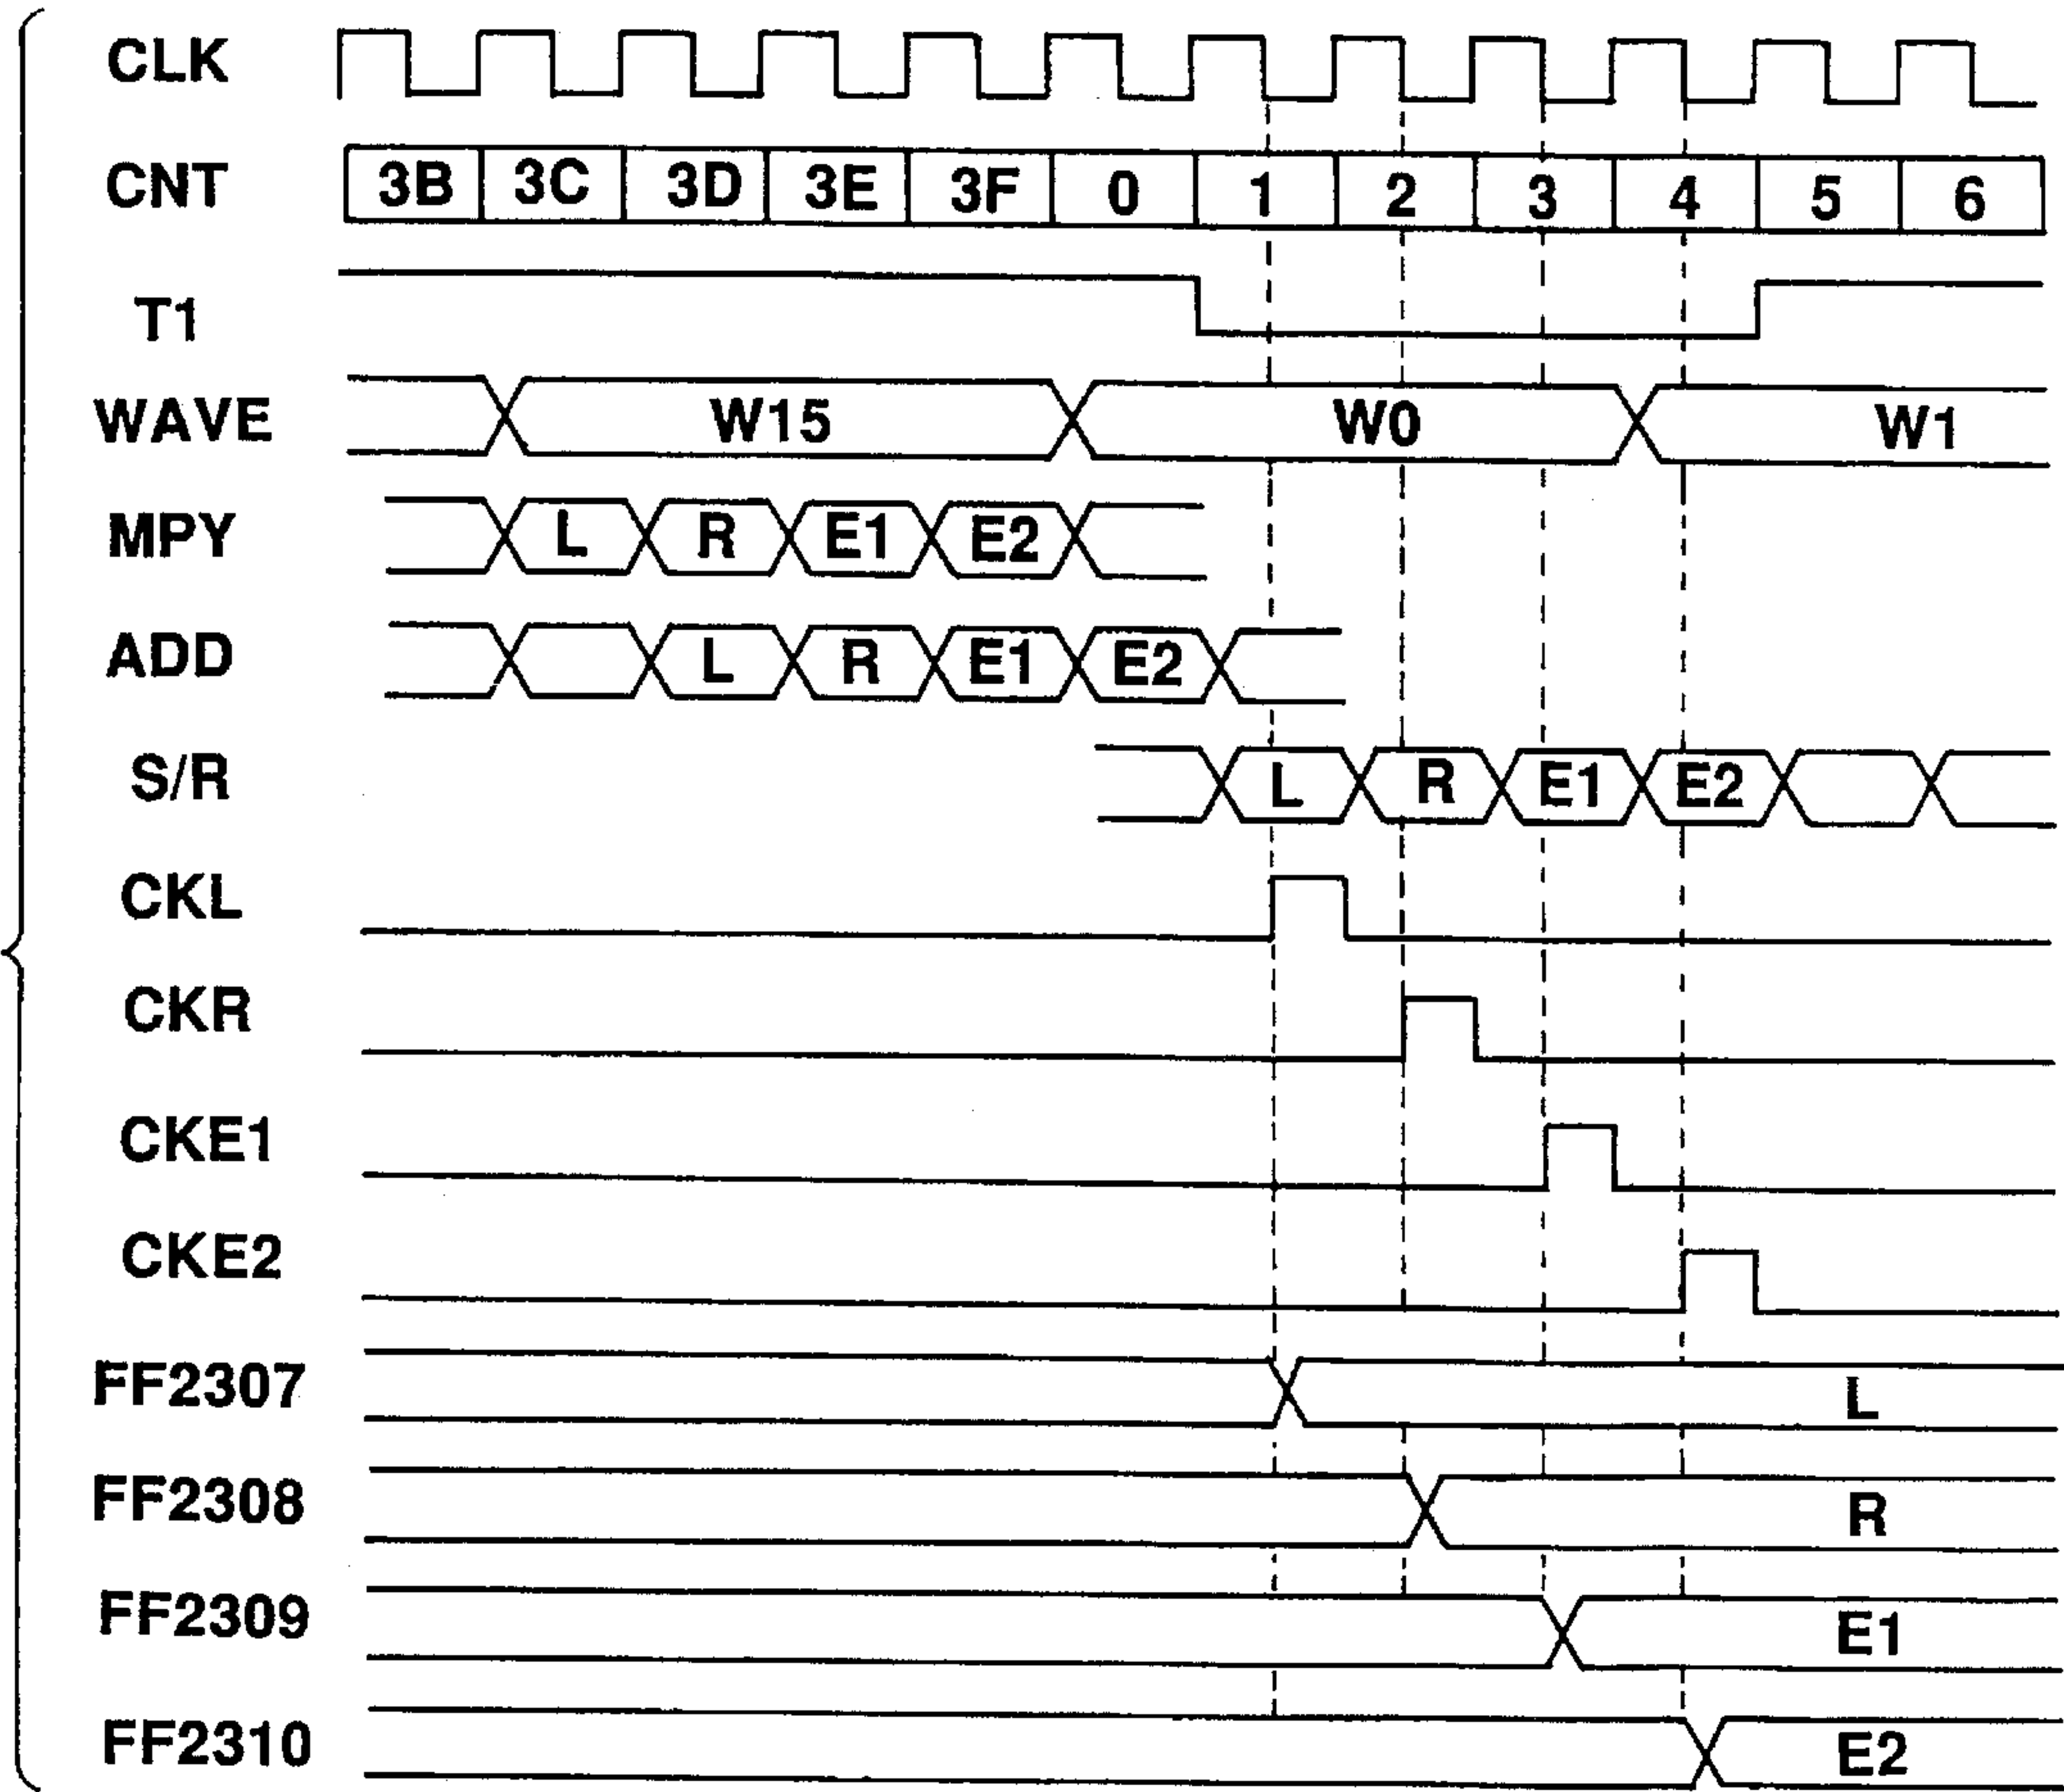 CLK
CNT 3B 3C 3D 3E 3F 0 1 2 3 4 5 6
T1
WAVE W15 W0 W1
MPY L R E1 E2
ADD L R E1 E2
S/R L R E1 E2
CKL
CKR
CKE1
CKE2
FF2307 L
FF2308 R
FF2309 E1
FF2310 E2